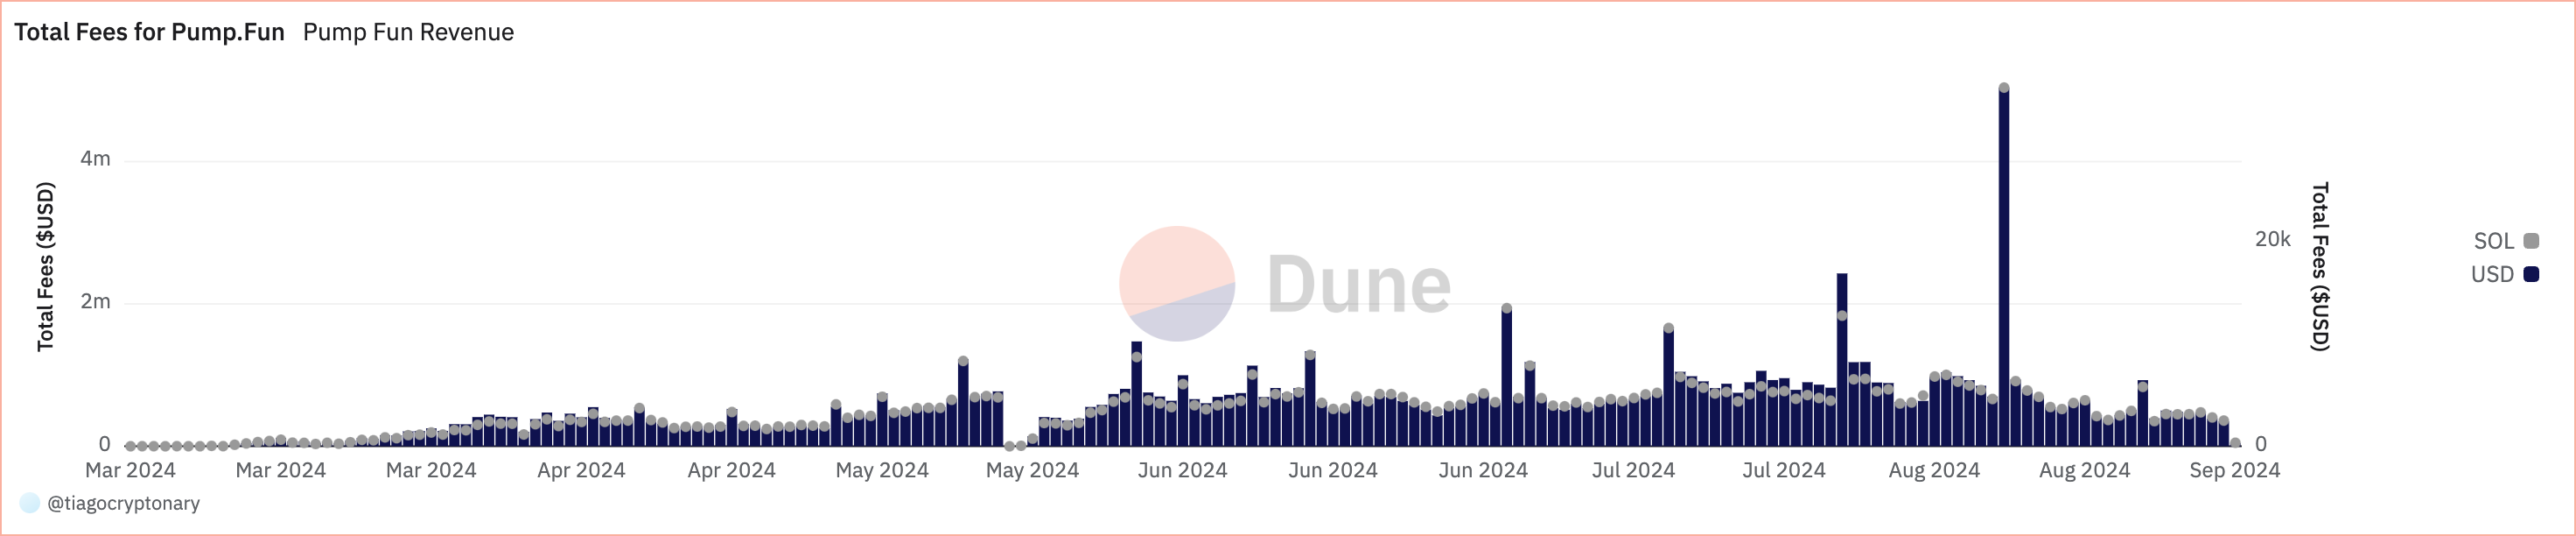 Total Fees for Pump.Fun Pump Fun Revenue
4m
2m
0
Total Fees ($USD)
Dune
20k
0
Total Fees ($USD)
SOL
USD
Mar 2024 Mar 2024 Mar 2024 Apr 2024 Apr 2024 May 2024 May 2024 Jun 2024 Jun 2024 Jun 2024 Jul 2024 Jul 2024 Aug 2024 Aug 2024 Sep 2024
@tiagocryptonary